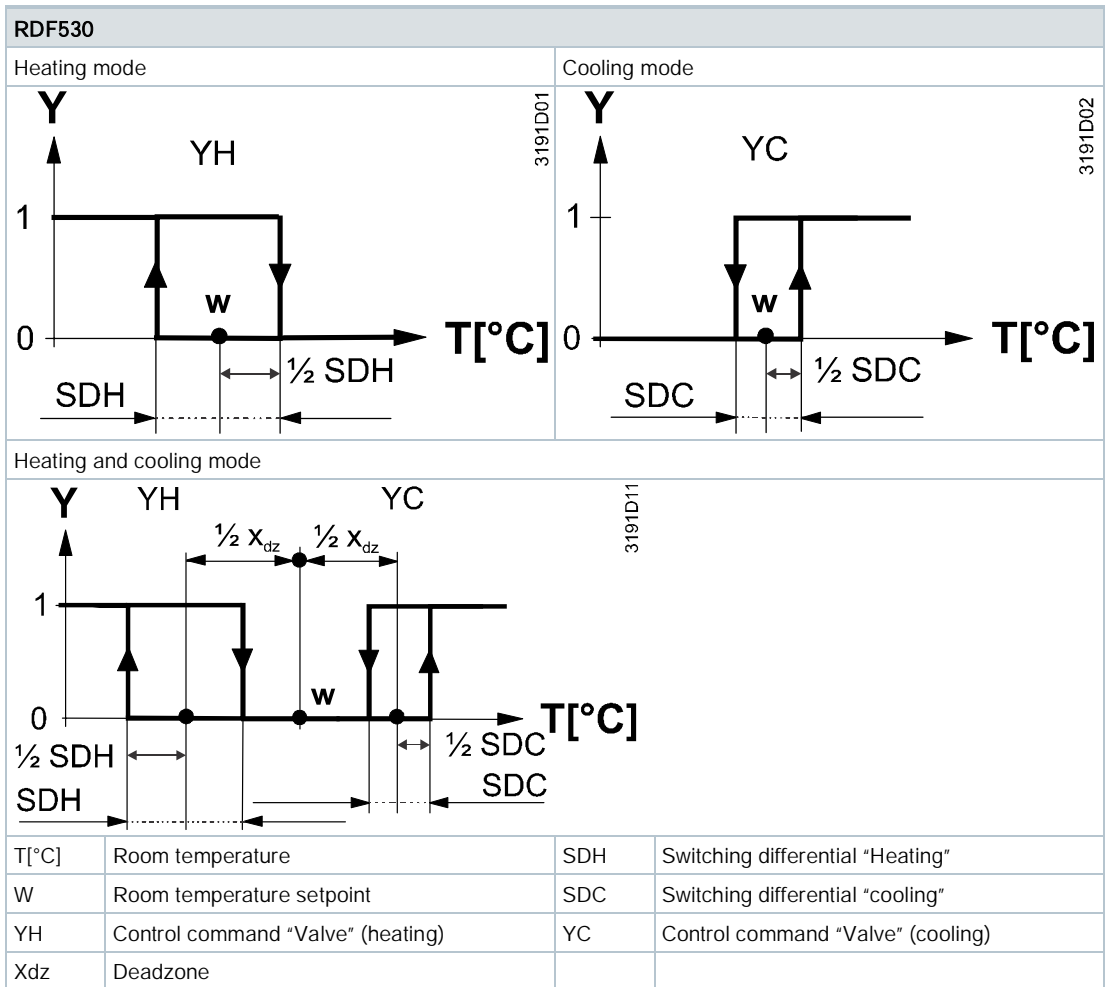 RDF530
Heating mode
Cooling mode
Y
YH
3191D01
1
W
0
T[°C]
½ SDH
SDH
Y
YC
3191D02
1
W
0
T[°C]
½ SDC
SDC
Heating and cooling mode
Y
YH
YC
3191D11
½ Xdz
½ Xdz
1
W
0
T[°C]
½ SDH
½ SDC
SDC
SDH
T[°C] Room temperature SDH Switching differential “Heating”
W Room temperature setpoint SDC Switching differential “cooling”
YH Control command “Valve” (heating) YC Control command “Valve” (cooling)
Xdz Deadzone